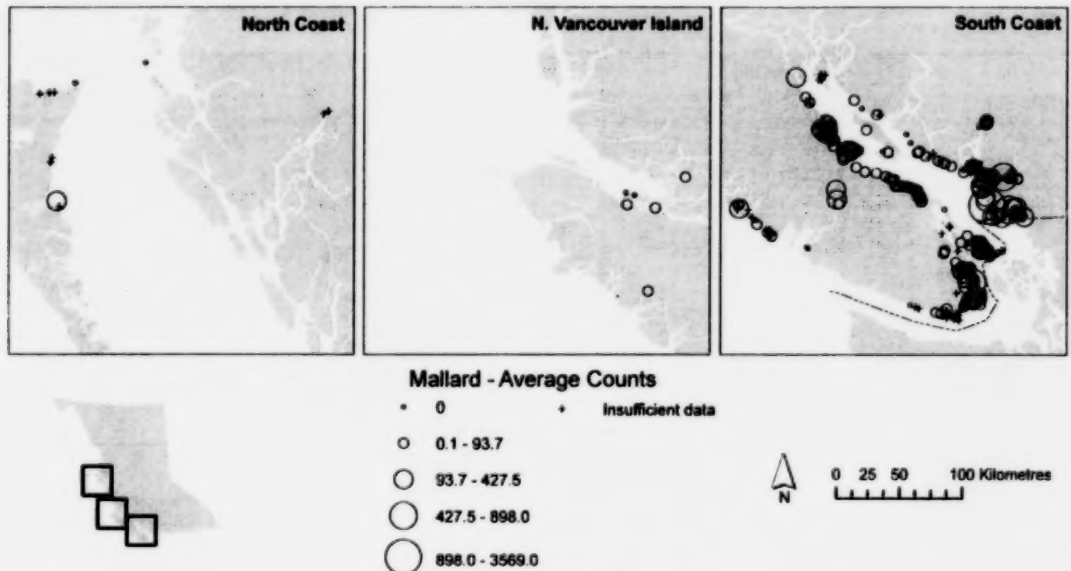 North Coast
N. Vancouver Island
South Coast
Mallard - Average Counts
0
Insufficient data
0.1 - 93.7
93.7 - 427.5
427.5 - 898.0
898.0 - 3569.0
N
0 25 50 100 Kilometres